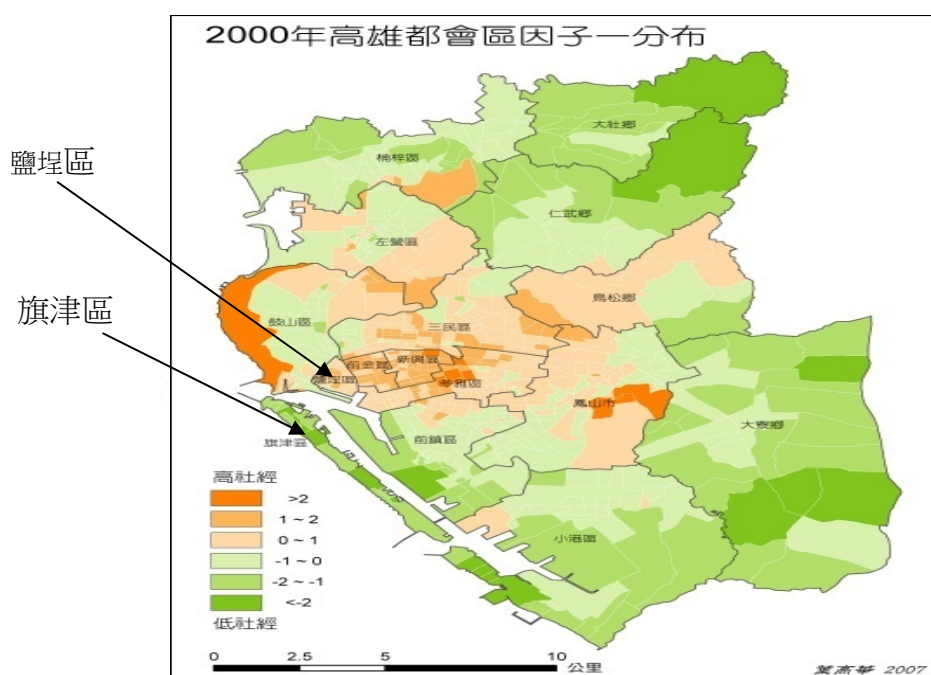 2000年高雄都會區因子一分布
大社鄉
楠梓區
鹽埕區
仁武鄉
左營區
旗津區
鳥松鄉
鼓山區
三民區
新興區
前金區
鹽埕區
苓雅區
鳳山市
大寮鄉
前鎮區
旗津區
小港區
高社經
>2
1 ~ 2
0 ~ 1
-1 ~ 0
-2 ~ -1
<-2
低社經
0 2.5 5 10
公里
葉高華 2007